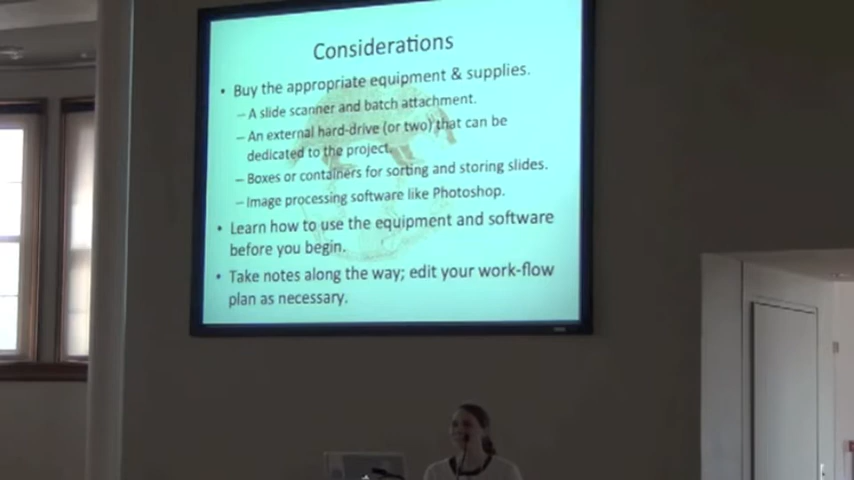 Considerations
• Buy the appropriate equipment & supplies.
– A slide scanner and batch attachment.
– An external hard-drive (or two) that can be
dedicated to the project.
– Boxes or containers for sorting and storing slides.
– Image processing software like Photoshop.
• Learn how to use the equipment and software
before you begin.
• Take notes along the way; edit your work-flow
plan as necessary.